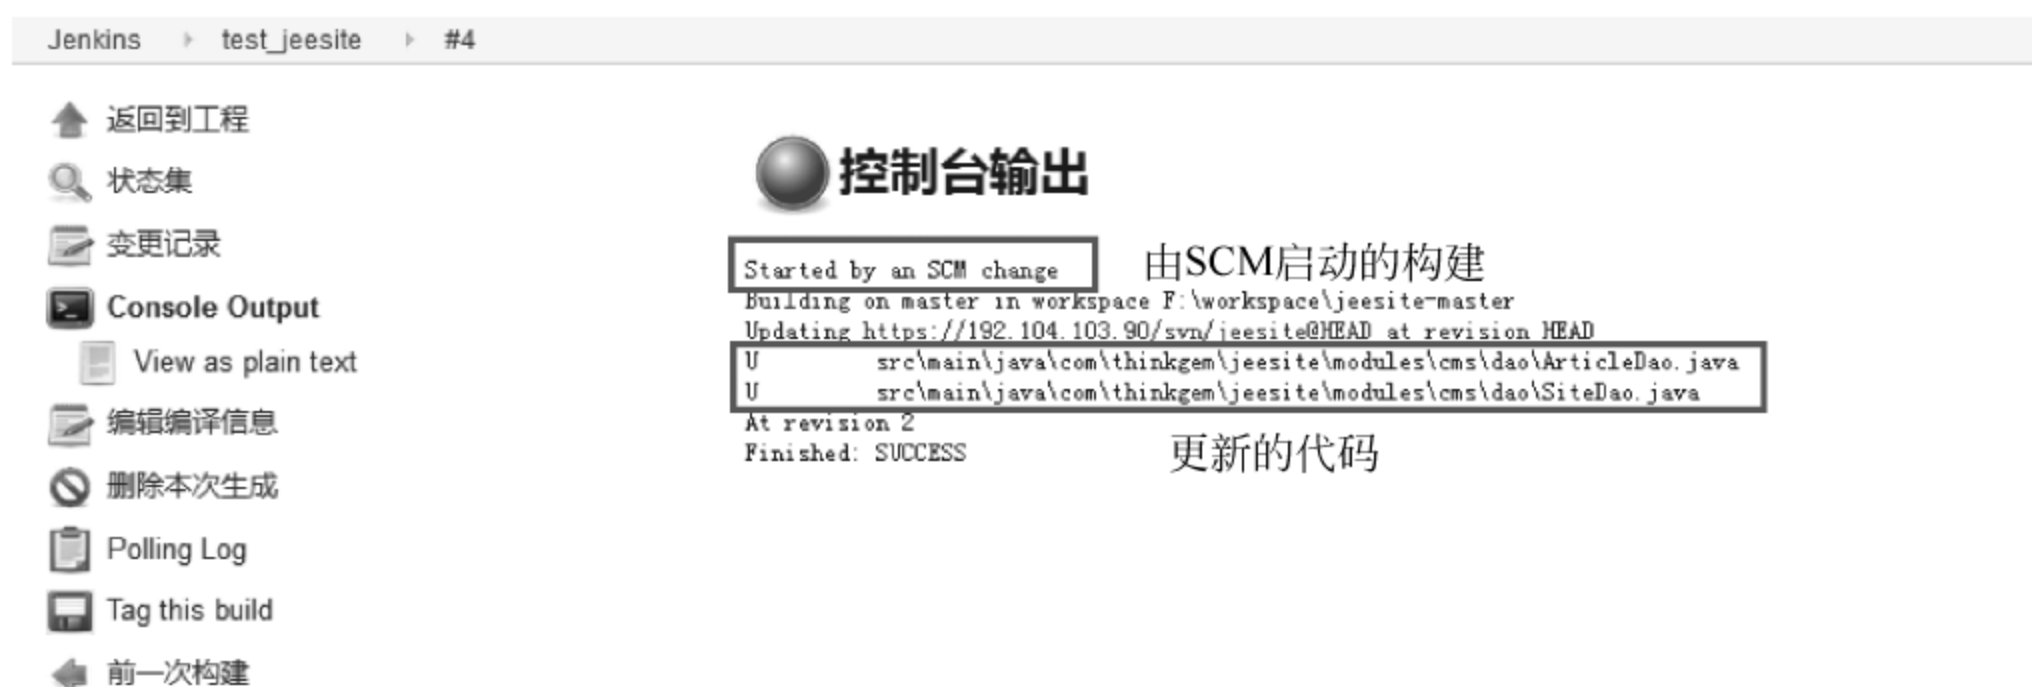 Jenkins test_jeesite #4
返回到工程
状态集
变更记录
Console Output
View as plain text
编辑编译信息
删除本次生成
Polling Log
Tag this build
前一次构建
控制台输出
Started by an SCM change
由SCM启动的构建
Building on master in workspace F:\workspace\jeesite-master
Updating https://192.104.103.90/svn/jeesite@HEAD at revision HEAD
U src\main\java\com\thinkgem\jeesite\modules\cms\dao\ArticleDao.java
U src\main\java\com\thinkgem\jeesite\modules\cms\dao\SiteDao.java
At revision 2
更新的代码
Finished: SUCCESS